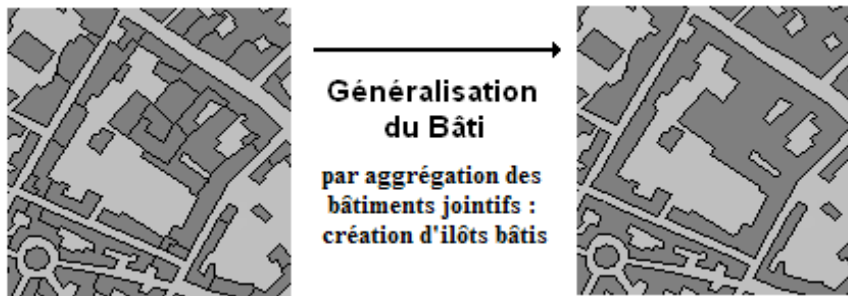 Généralisation
du Bâti
par aggrégation des
bâtiments jointifs :
création d'ilôts bâtis